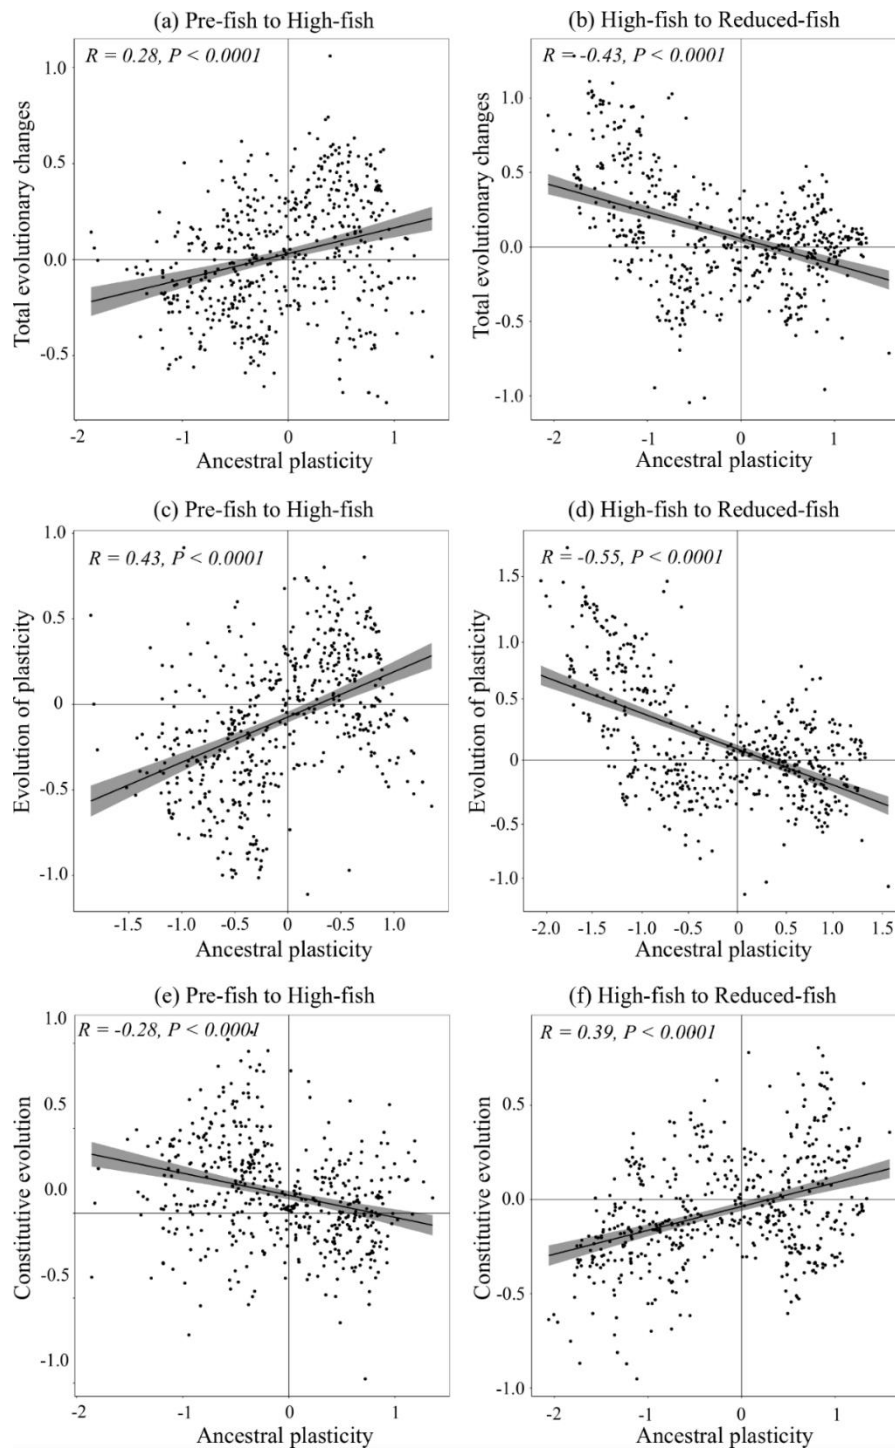 (a) Pre-fish to High-fish
R = 0.28, P < 0.0001
Total evolutionary changes
1.0
0.5
0.0
-0.5
-2
-1
0
1
Ancestral plasticity
(b) High-fish to Reduced-fish
R = -0.43, P < 0.0001
Total evolutionary changes
1.0
0.5
0.0
-0.5
-1.0
-2
-1
0
1
Ancestral plasticity
(c) Pre-fish to High-fish
R = 0.43, P < 0.0001
Evolution of plasticity
1.0
0.5
0
-0.5
-1.0
-1.5
-1.0
-0.5
0
-0.5
1.0
Ancestral plasticity
(d) High-fish to Reduced-fish
R = -0.55, P < 0.0001
Evolution of plasticity
1.5
1.0
0.5
0
-0.5
-1.0
-2.0
-1.5
-1.0
-0.5
0
0.5
1.0
1.5
Ancestral plasticity
(e) Pre-fish to High-fish
R = -0.28, P < 0.0001
Constitutive evolution
1.0
0.5
0.0
-0.5
-1.0
-2
-1
0
1
Ancestral plasticity
(f) High-fish to Reduced-fish
R = 0.39, P < 0.0001
Constitutive evolution
0.5
0.0
-0.5
-1.0
-2
-1
0
1
Ancestral plasticity